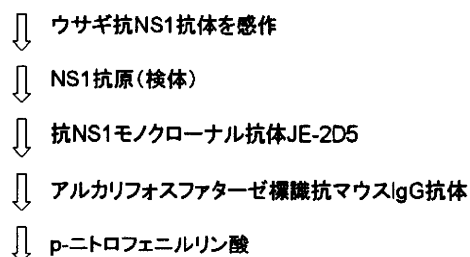 ウサギ抗NS1抗体を感作
NS1抗原(検体)
抗NS1モノクローナル抗体JE-2D5
アルカリフォスファターゼ標識抗マウスIgG抗体
p-ニトロフェニルリン酸